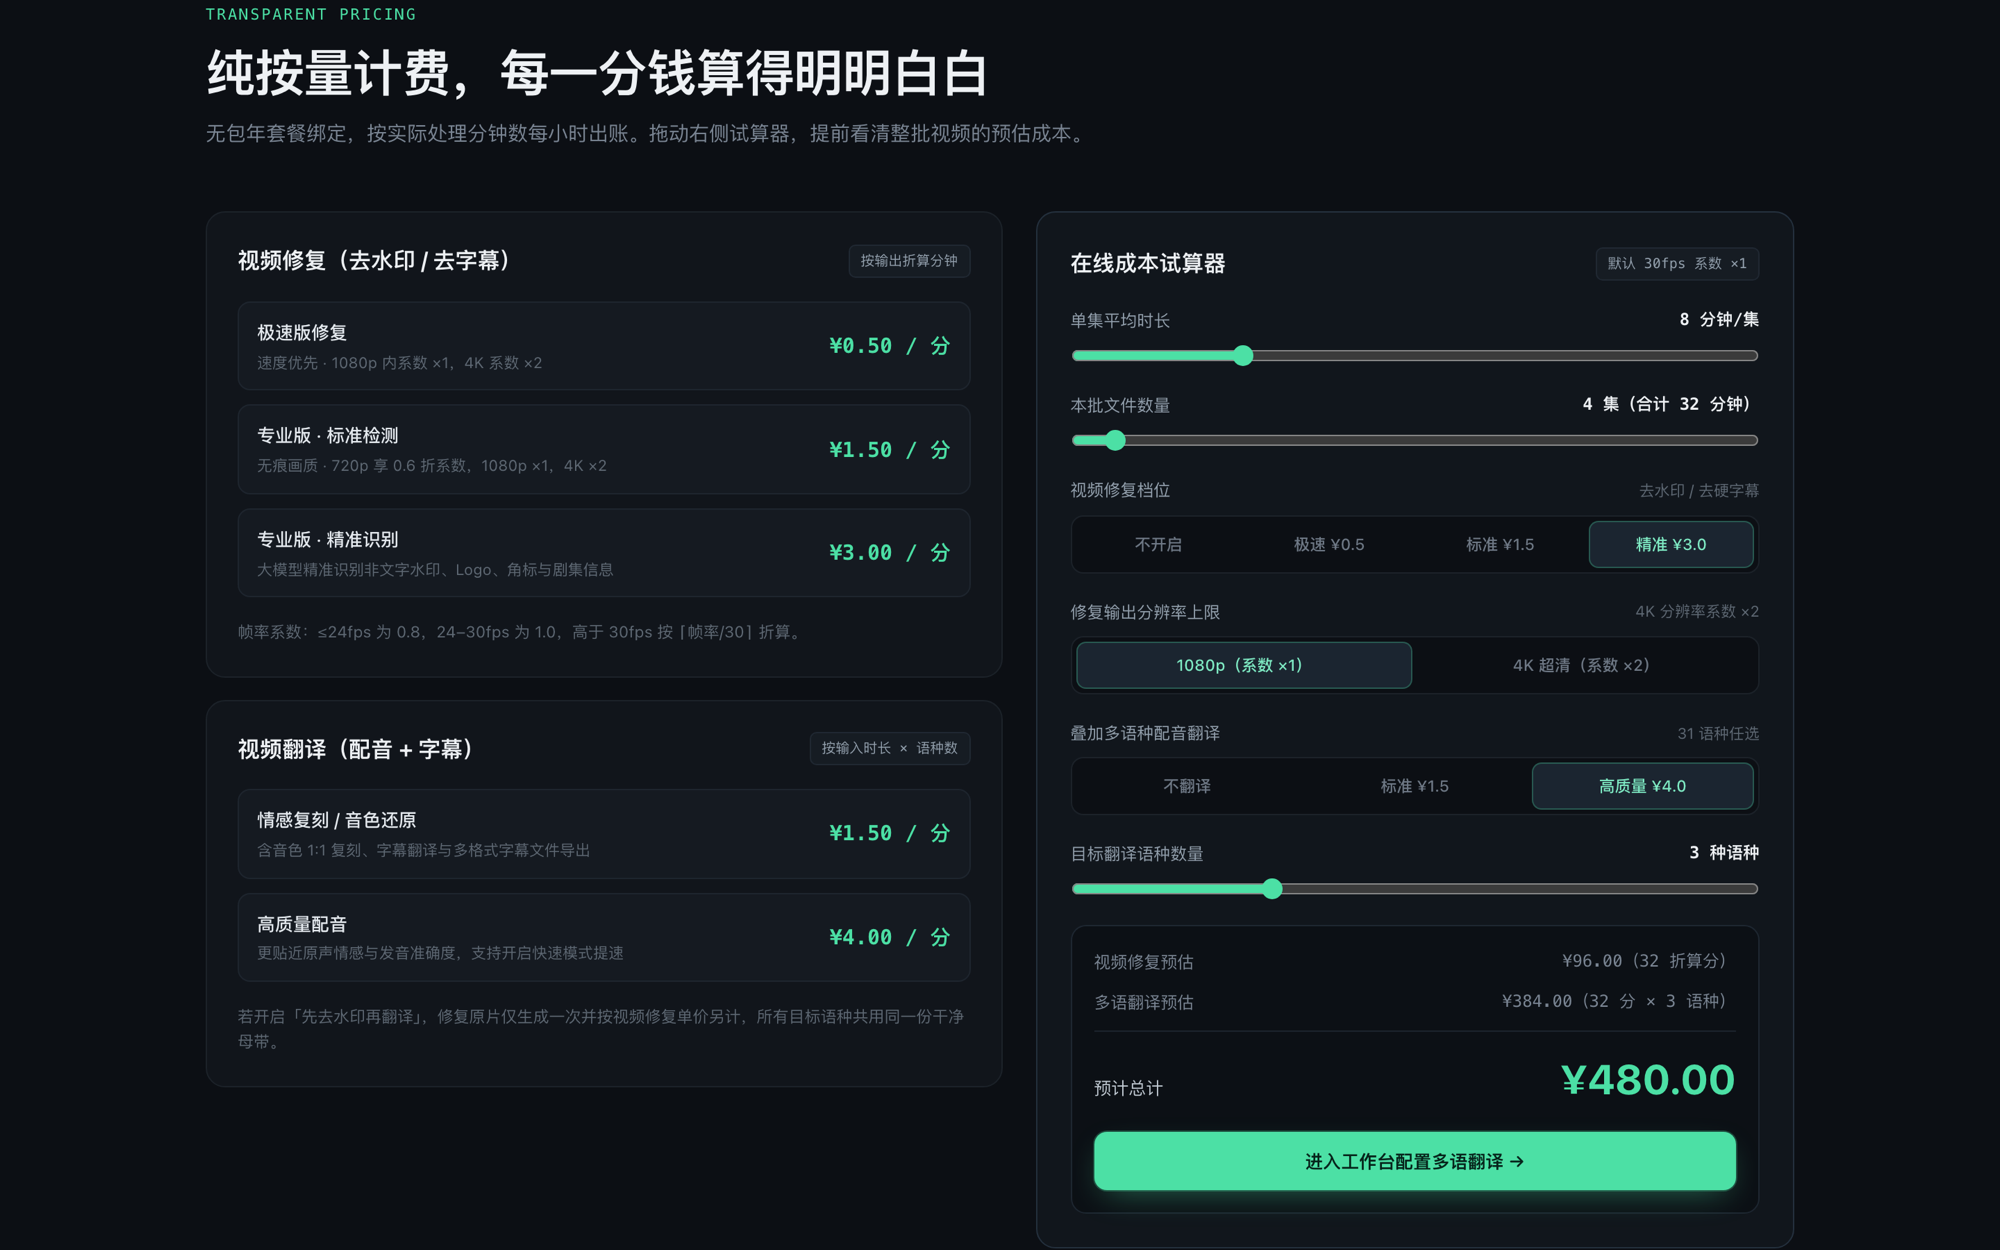 TRANSPARENT PRICING
纯按量计费，每一分钱算得明明白白
无包年套餐绑定，按实际处理分钟数每小时出账。拖动右侧试算器，提前看清整批视频的预估成本。
视频修复（去水印 / 去字幕）
按输出折算分钟
极速版修复
速度优先 · 1080p 内系数 ×1，4K 系数 ×2
¥0.50 / 分
专业版 · 标准检测
无痕画质 · 720p 享 0.6 折系数，1080p ×1，4K ×2
¥1.50 / 分
专业版 · 精准识别
大模型精准识别非文字水印、Logo、角标与剧集信息
¥3.00 / 分
帧率系数：≤24fps 为 0.8，24–30fps 为 1.0，高于 30fps 按 ⌈帧率/30⌉ 折算。
视频翻译（配音 + 字幕）
按输入时长 × 语种数
情感复刻 / 音色还原
含音色 1:1 复刻、字幕翻译与多格式字幕文件导出
¥1.50 / 分
高质量配音
更贴近原声情感与发音准确度，支持开启快速模式提速
¥4.00 / 分
若开启「先去水印再翻译」，修复原片仅生成一次并按视频修复单价另计，所有目标语种共用同一份干净
母带。
在线成本试算器
默认 30fps 系数 ×1
单集平均时长
8 分钟/集
本批文件数量
4 集（合计 32 分钟）
视频修复档位
去水印 / 去硬字幕
不开启
极速 ¥0.5
标准 ¥1.5
精准 ¥3.0
修复输出分辨率上限
4K 分辨率系数 ×2
1080p（系数 ×1）
4K 超清（系数 ×2）
叠加多语种配音翻译
31 语种任选
不翻译
标准 ¥1.5
高质量 ¥4.0
目标翻译语种数量
3 种语种
视频修复预估
¥96.00（32 折算分）
多语翻译预估
¥384.00（32 分 × 3 语种）
预计总计
¥480.00
进入工作台配置多语翻译 →